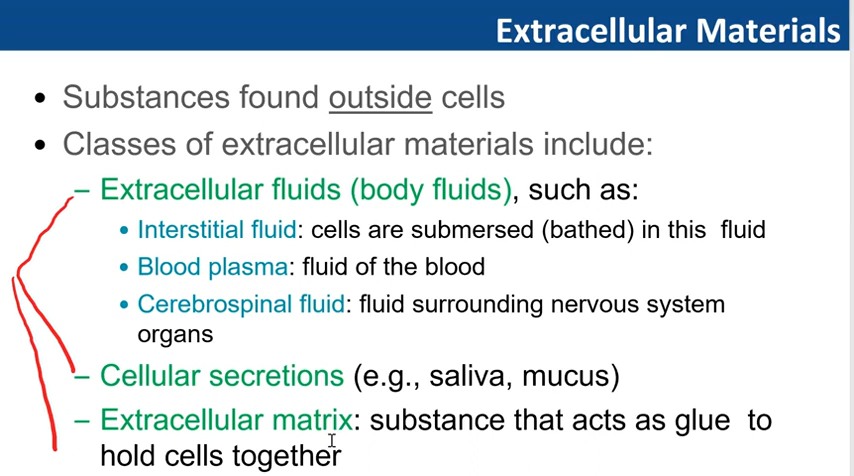 Extracellular Materials
• Substances found outside cells
• Classes of extracellular materials include:
– Extracellular fluids (body fluids), such as:
• Interstitial fluid: cells are submersed (bathed) in this fluid
• Blood plasma: fluid of the blood
• Cerebrospinal fluid: fluid surrounding nervous system
organs
– Cellular secretions (e.g., saliva, mucus)
– Extracellular matrix: substance that acts as glue to
hold cells together